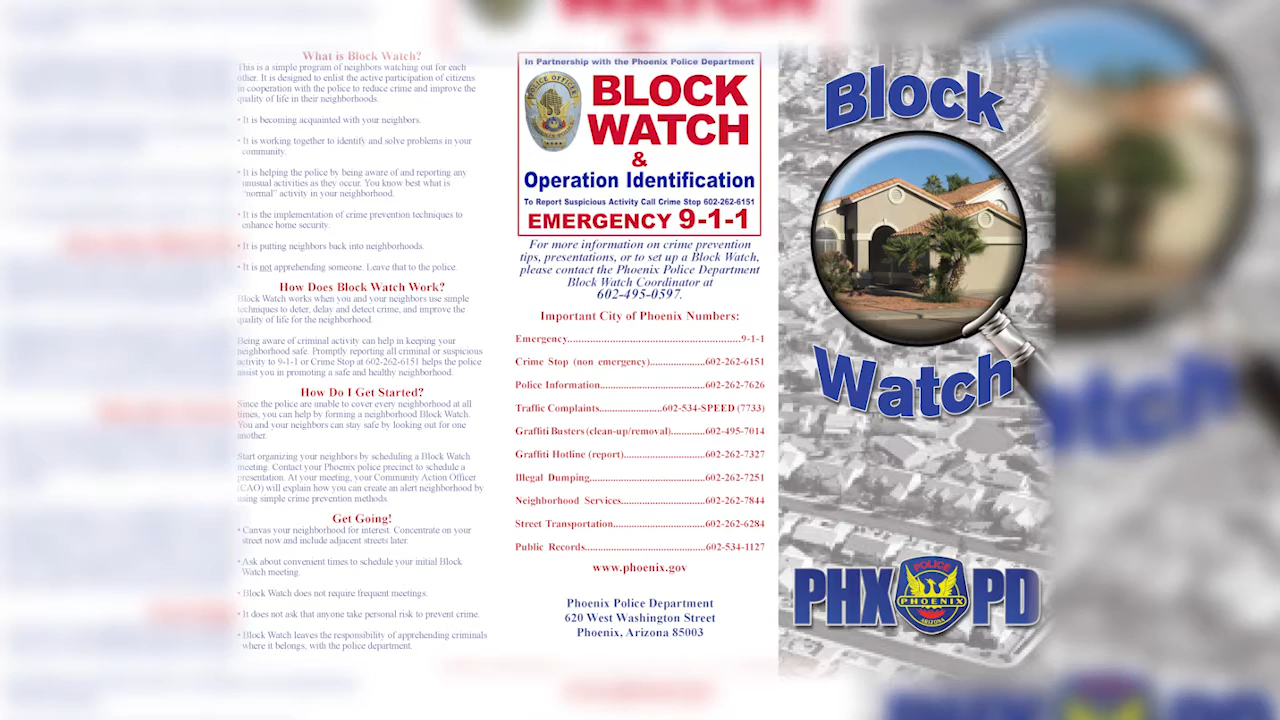 What is Block Watch?
This is a simple program of neighbors watching out for each
other. It is designed to enlist the active participation of citizens
in cooperation with the police to reduce crime and improve the
quality of life in their neighborhoods.
• It is becoming acquainted with your neighbors.
• It is working together to identify and solve problems in your
community.
• It is helping the police by being aware of and reporting any
unusual activities as they occur. You know best what is
"normal" activity in your neighborhood.
• It is the implementation of crime prevention techniques to
enhance home security.
• It is putting neighbors back into neighborhoods.
• It is not apprehending someone. Leave that to the police.
How Does Block Watch Work?
Block Watch works when you and your neighbors use simple
techniques to deter, delay and detect crime, and improve the
quality of life for the neighborhood.
Being aware of criminal activity can help in keeping your
neighborhood safe. Promptly reporting all criminal or suspicious
activity to 9-1-1 or Crime Stop at 602-262-6151 helps the police
assist you in promoting a safe and healthy neighborhood.
How Do I Get Started?
Since the police are unable to cover every neighborhood at all
times, you can help by forming a neighborhood Block Watch.
You and your neighbors can stay safe by looking out for one
another.
Start organizing your neighbors by scheduling a Block Watch
meeting. Contact your Phoenix police precinct to schedule a
presentation. At your meeting, your Community Action Officer
(CAO) will explain how you can create an alert neighborhood by
using simple crime prevention methods.
Get Going!
• Canvas your neighborhood for interest. Concentrate on your
street now and include adjacent streets later.
• Ask about convenient times to schedule your initial Block
Watch meeting.
• Block Watch does not require frequent meetings.
• It does not ask that anyone take personal risk to prevent crime.
• Block Watch leaves the responsibility of apprehending criminals
where it belongs, with the police department.
In Partnership with the Phoenix Police Department
POLICE OFFICER
BLOCK
WATCH
&
Operation Identification
To Report Suspicious Activity Call Crime Stop 602-262-6151
EMERGENCY 9-1-1
For more information on crime prevention
tips, presentations, or to set up a Block Watch,
please contact the Phoenix Police Department
Block Watch Coordinator at
602-495-0597.
Important City of Phoenix Numbers:
Emergency..........9-1-1
Crime Stop (non emergency)..........602-262-6151
Police Information..........602-262-7626
Traffic Complaints..........602-534-SPEED (7733)
Graffiti Busters (clean-up/removal)..........602-495-7014
Graffiti Hotline (report)..........602-262-7327
Illegal Dumping..........602-262-7251
Neighborhood Services..........602-262-7844
Street Transportation..........602-262-6284
Public Records..........602-534-1127
www.phoenix.gov
Phoenix Police Department
620 West Washington Street
Phoenix, Arizona 85003
Block
Watch
PHX PD
POLICE
PHOENIX
ARIZONA